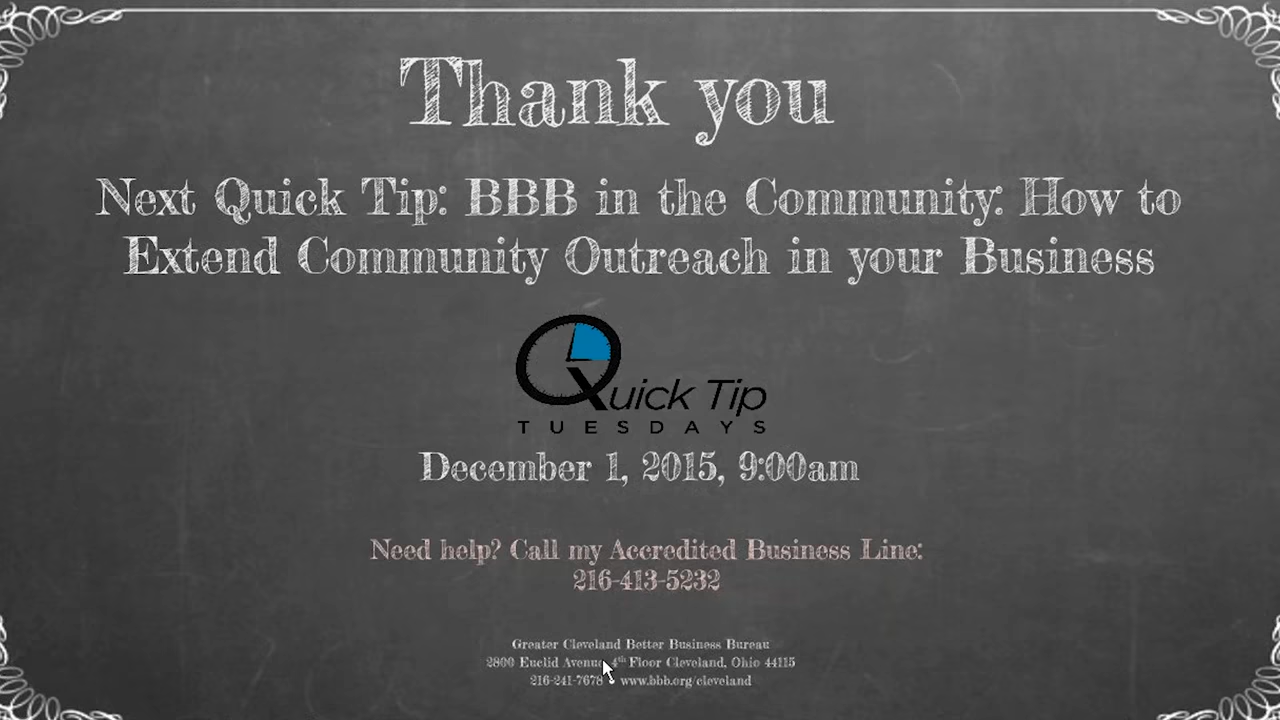 Thank you
Next Quick Tip: BBB in the Community: How to
Extend Community Outreach in your Business
Quick Tip
TUESDAYS
December 1, 2015, 9:00am
Need help? Call my Accredited Business Line:
216-413-5232
Greater Cleveland Better Business Bureau
2800 Euclid Avenue 4th Floor Cleveland, Ohio 44115
216-241-7678 www.bbb.org/cleveland